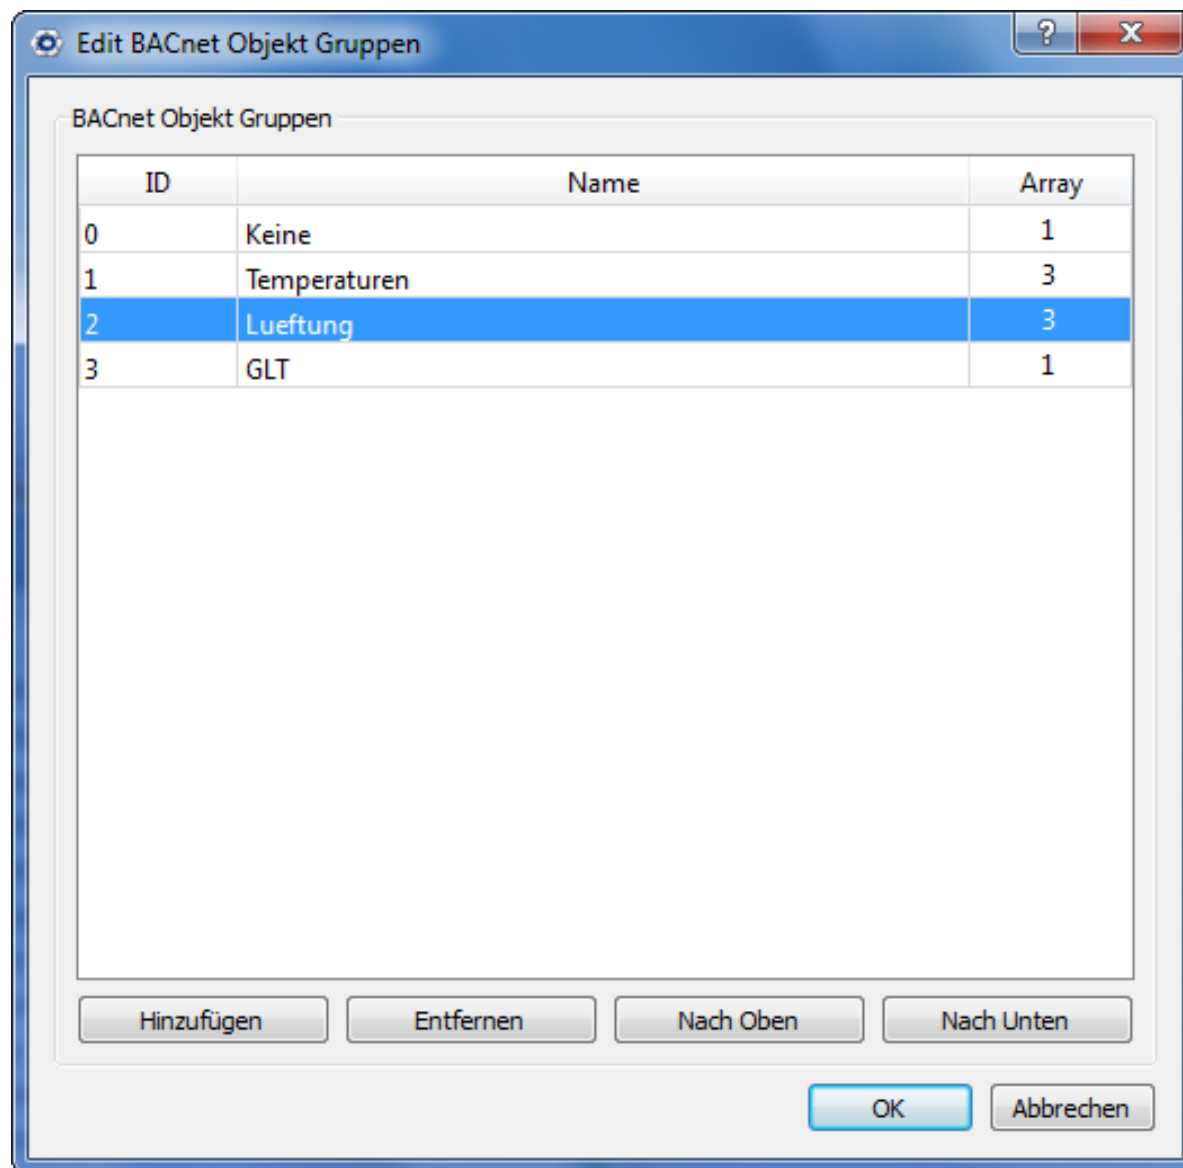 Edit BACnet Objekt Gruppen ? X
BACnet Objekt Gruppen
ID Name Array
0 Keine 1
1 Temperaturen 3
2 Lueftung 3
3 GLT 1
Hinzufügen Entfernen Nach Oben Nach Unten
OK Abbrechen